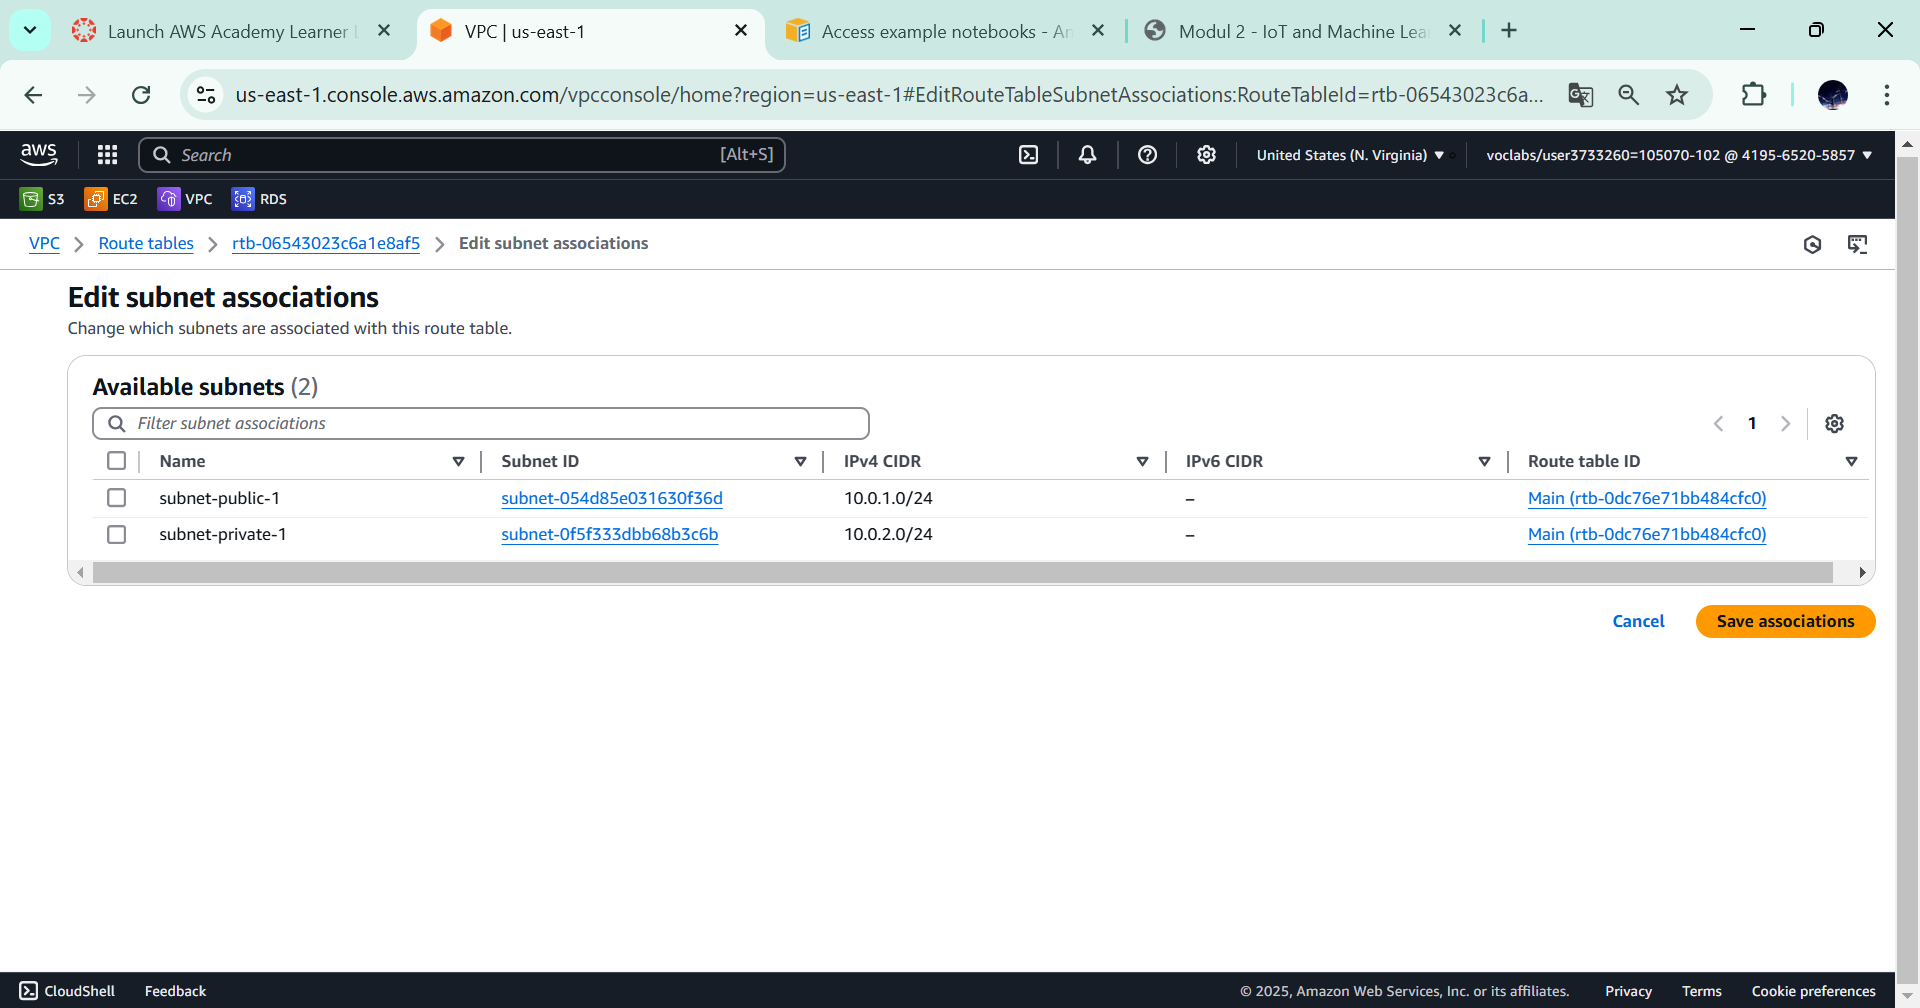 Launch AWS Academy Learner L
VPC | us-east-1
Access example notebooks - Am
Modul 2 - IoT and Machine Lea
us-east-1.console.aws.amazon.com/vpcconsole/home?region=us-east-1#EditRouteTableSubnetAssociations:RouteTableId=rtb-06543023c6a...
aws
Search
[Alt+S]
United States (N. Virginia)
voclabs/user3733260=105070-102 @ 4195-6520-5857
S3
EC2
VPC
RDS
VPC
Route tables
rtb-06543023c6a1e8af5
Edit subnet associations
Edit subnet associations
Change which subnets are associated with this route table.
Available subnets (2)
Filter subnet associations
1
Name Subnet ID IPv4 CIDR IPv6 CIDR Route table ID
subnet-public-1 subnet-054d85e031630f36d 10.0.1.0/24 – Main (rtb-0dc76e71bb484cfc0)
subnet-private-1 subnet-0f5f333dbb68b3c6b 10.0.2.0/24 – Main (rtb-0dc76e71bb484cfc0)
Cancel
Save associations
CloudShell
Feedback
© 2025, Amazon Web Services, Inc. or its affiliates.
Privacy
Terms
Cookie preferences